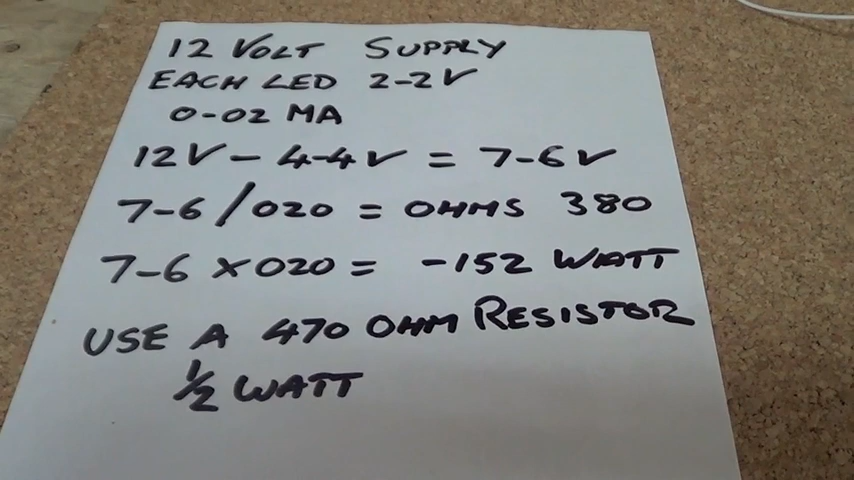 12 VOLT SUPPLY
EACH LED 2-2V
0-02 MA
12V - 4-4V = 7-6V
7-6/020 = OHMS 380
7-6 X020 = -152 WATT
USE A 470 OHM RESISTOR
1/2 WATT